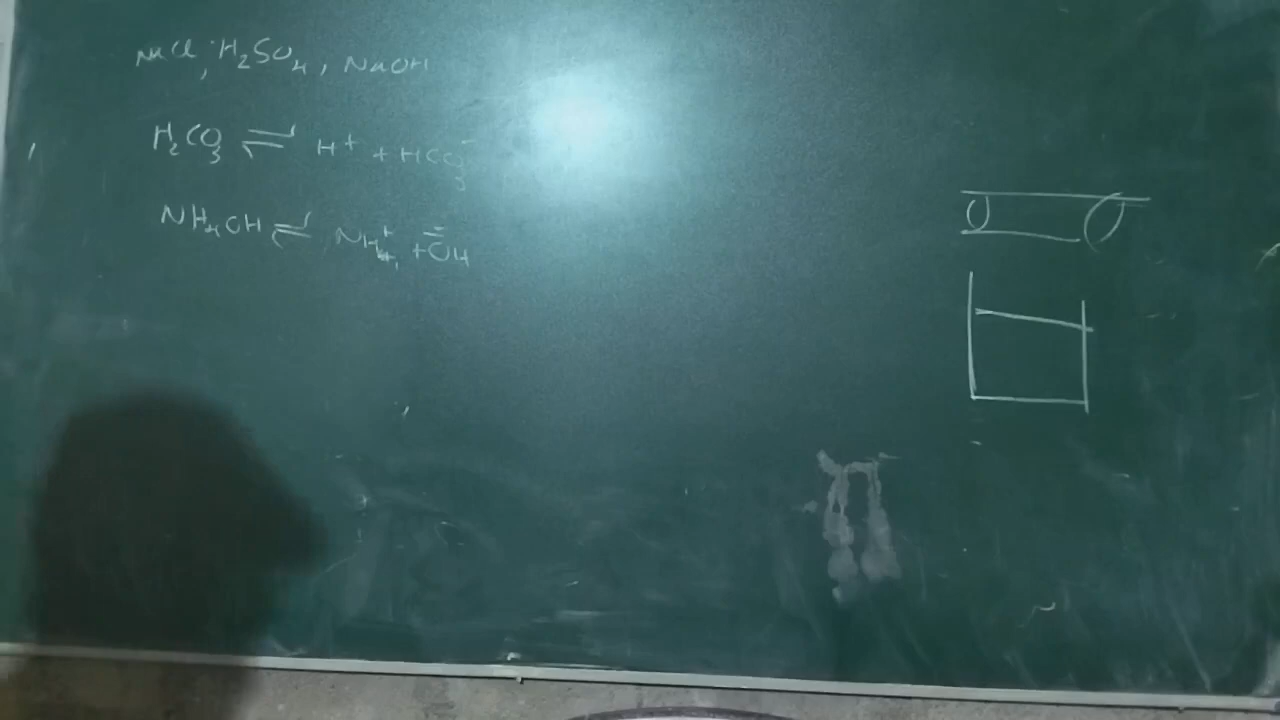 NaCl, H₂SO₄, NaOH
H₂CO₃ ⇌ H⁺ + HCO₃⁻
NH₄OH ⇌ NH₄⁺ + OH⁻